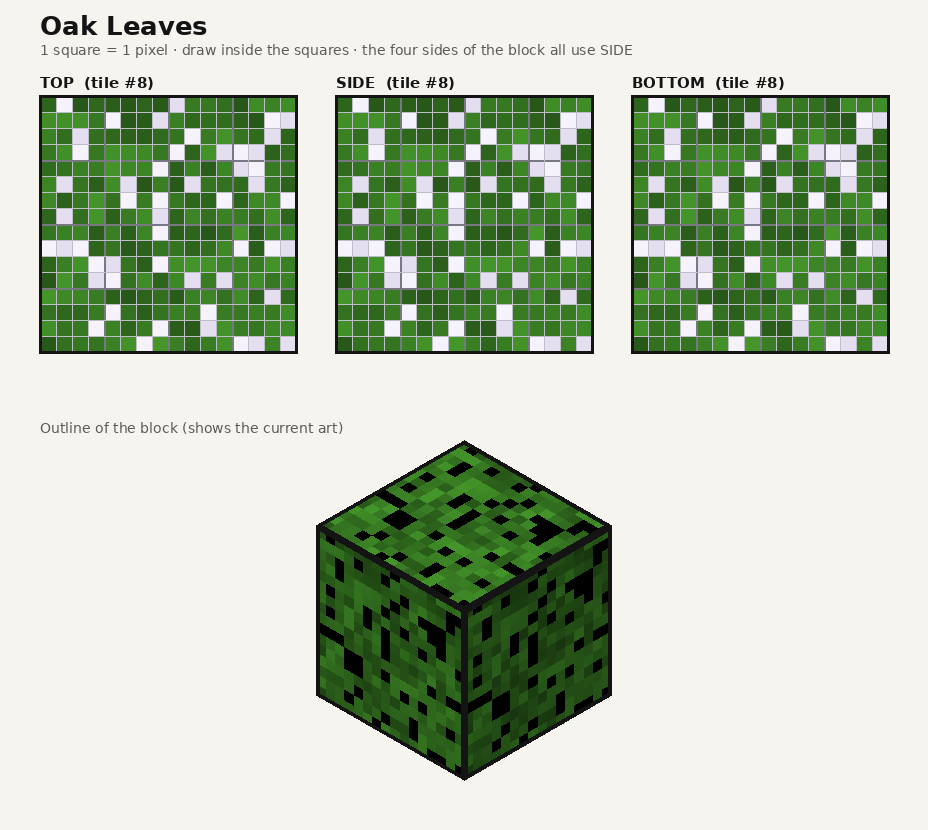 Oak Leaves
1 square = 1 pixel · draw inside the squares · the four sides of the block all use SIDE
TOP (tile #8)
SIDE (tile #8)
BOTTOM (tile #8)
Outline of the block (shows the current art)